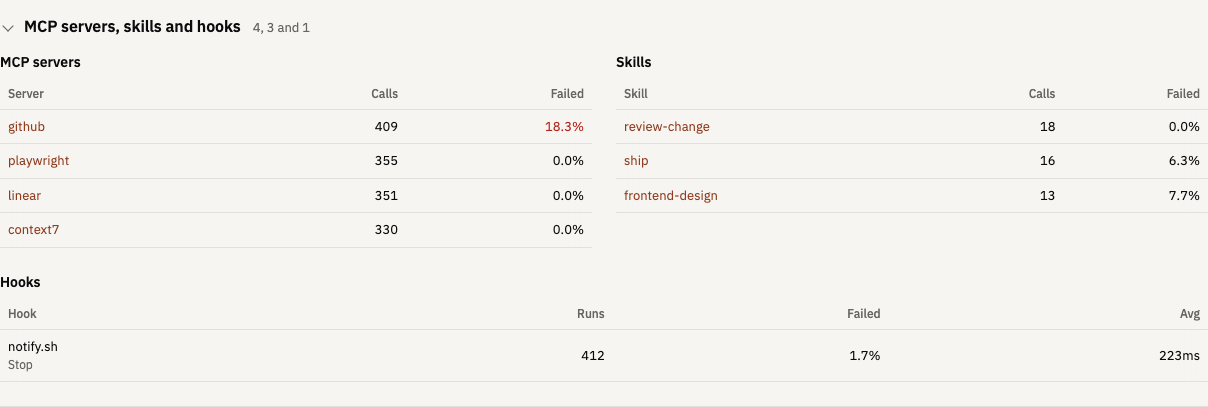 MCP servers, skills and hooks 4, 3 and 1
MCP servers
Server Calls Failed
github 409 18.3%
playwright 355 0.0%
linear 351 0.0%
context7 330 0.0%
Skills
Skill Calls Failed
review-change 18 0.0%
ship 16 6.3%
frontend-design 13 7.7%
Hooks
Hook Runs Failed Avg
notify.sh 412 1.7% 223ms
Stop